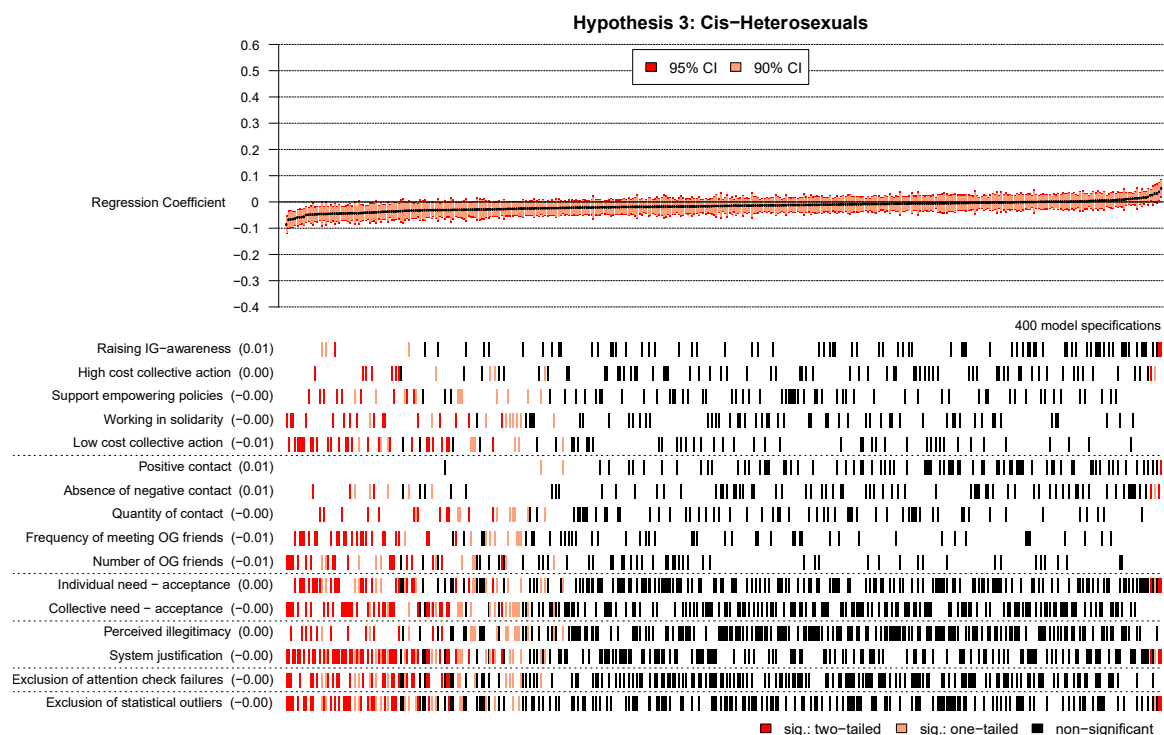 Hypothesis 3: Cis−Heterosexuals
0.6
95% CI 90% CI
0.5
0.4
0.3
0.2
0.1
Regression Coefficient 0
−0.1
−0.2
−0.3
−0.4
400 model specifications
Raising IG−awareness (0.01)
High cost collective action (0.00)
Support empowering policies (−0.00)
Working in solidarity (−0.00)
Low cost collective action (−0.01)
Positive contact (0.01)
Absence of negative contact (0.01)
Quantity of contact (−0.00)
Frequency of meeting OG friends (−0.01)
Number of OG friends (−0.01)
Individual need − acceptance (0.00)
Collective need − acceptance (−0.00)
Perceived illegitimacy (0.00)
System justification (−0.00)
Exclusion of attention check failures (−0.00)
Exclusion of statistical outliers (−0.00)
sig.: two−tailed sig.: one−tailed non−significant